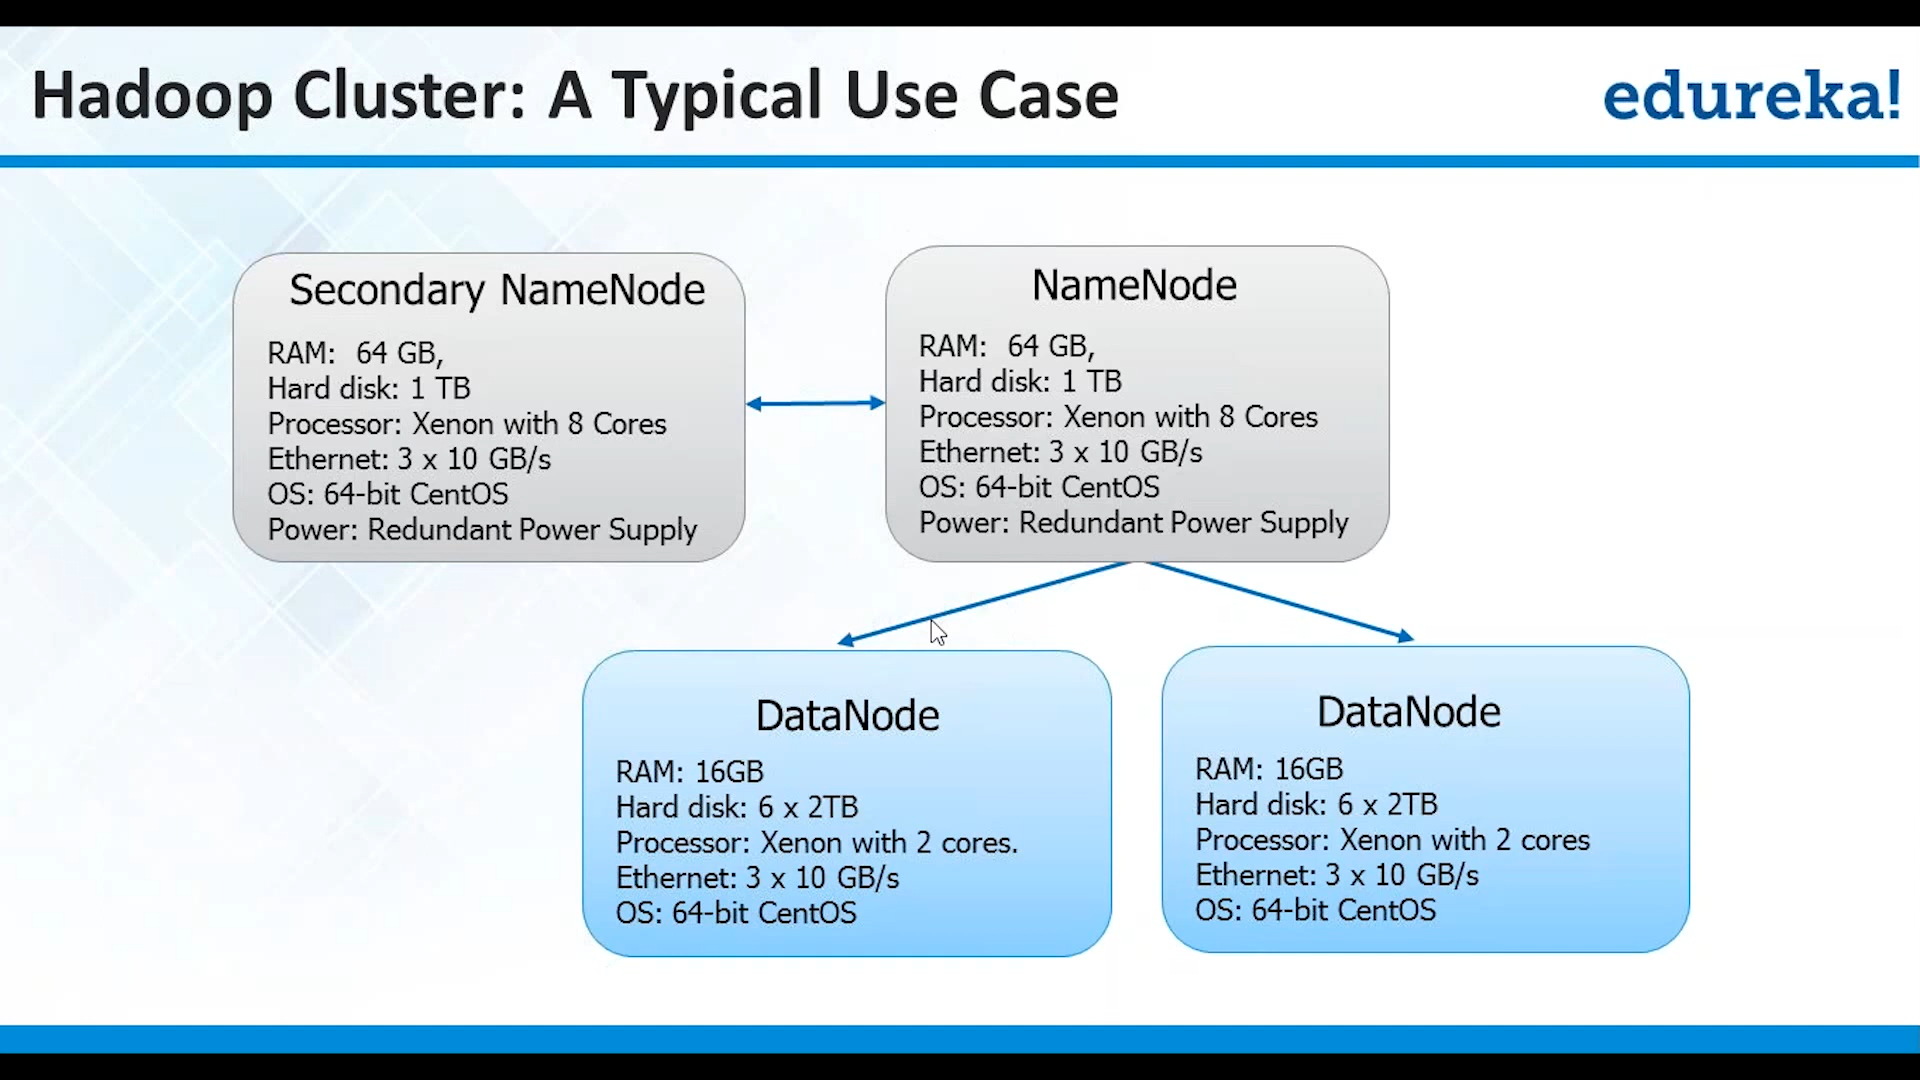 Hadoop Cluster: A Typical Use Case
edureka!
Secondary NameNode
RAM:  64 GB,
Hard disk: 1 TB
Processor: Xenon with 8 Cores
Ethernet: 3 x 10 GB/s
OS: 64-bit CentOS
Power: Redundant Power Supply
NameNode
RAM:  64 GB,
Hard disk: 1 TB
Processor: Xenon with 8 Cores
Ethernet: 3 x 10 GB/s
OS: 64-bit CentOS
Power: Redundant Power Supply
DataNode
RAM: 16GB
Hard disk: 6 x 2TB
Processor: Xenon with 2 cores.
Ethernet: 3 x 10 GB/s
OS: 64-bit CentOS
DataNode
RAM: 16GB
Hard disk: 6 x 2TB
Processor: Xenon with 2 cores
Ethernet: 3 x 10 GB/s
OS: 64-bit CentOS